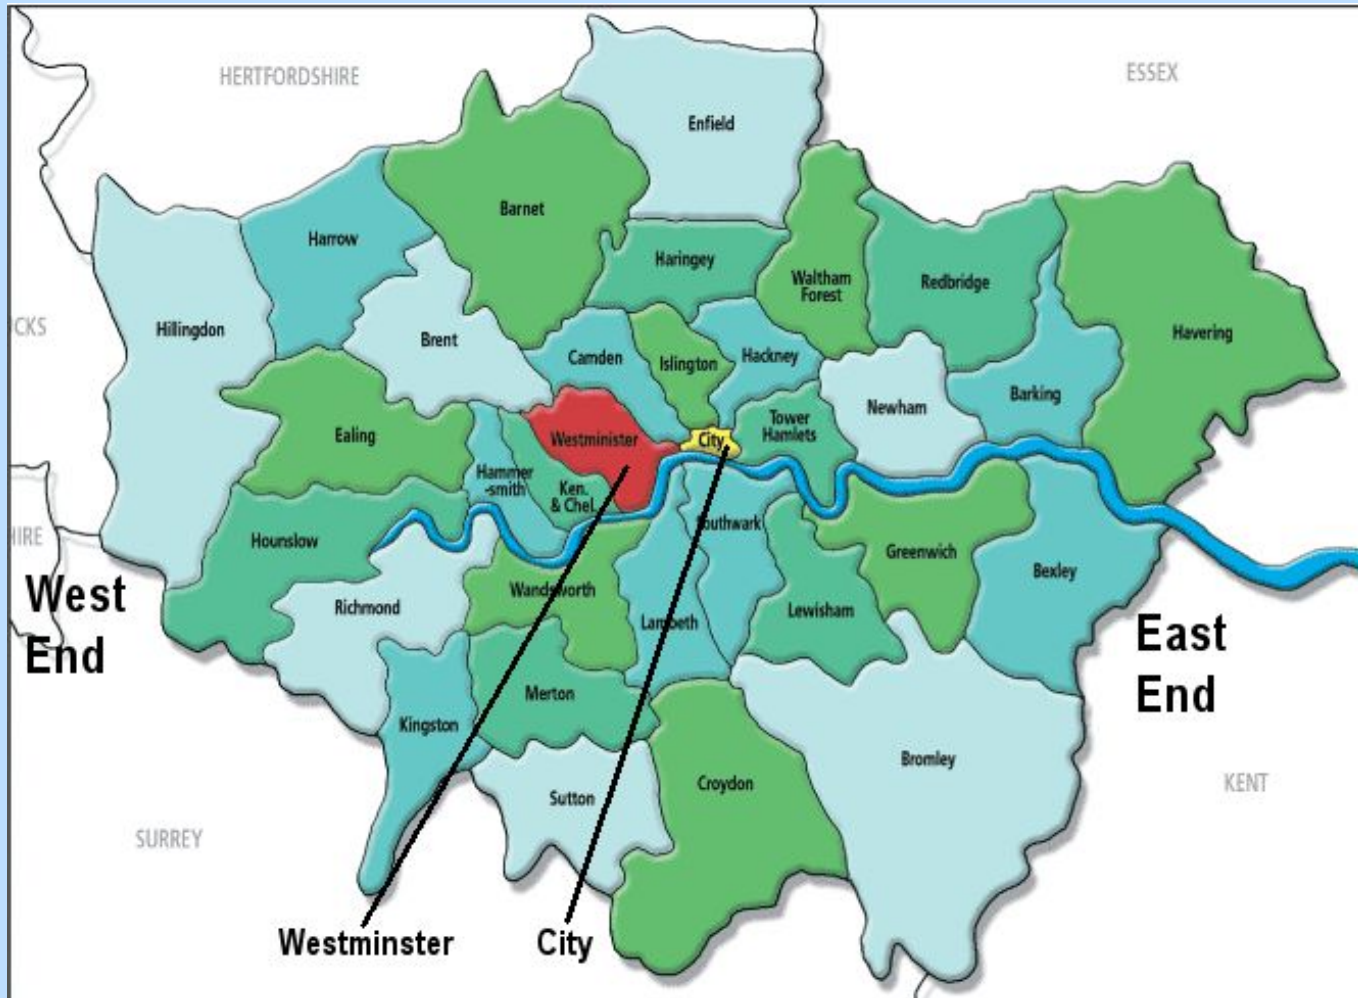 HERTFORDSHIRE
ESSEX
Enfield
Barnet
Harrow
Haringey
Waltham
Forest
Redbridge
Havering
Hillingdon
CKS
Brent
Camden
Islington
Hackney
Barking
Newham
Ealing
Westminister
City
Tower
Hamlets
Hammer
-smith
Ken.
& Chel.
HIRE
Hounslow
Southwark
Greenwich
Bexley
West
End
Richmond
Wandsworth
Lambeth
Lewisham
East
End
Merton
Kingston
Bromley
Sutton
Croydon
KENT
SURREY
Westminster
City